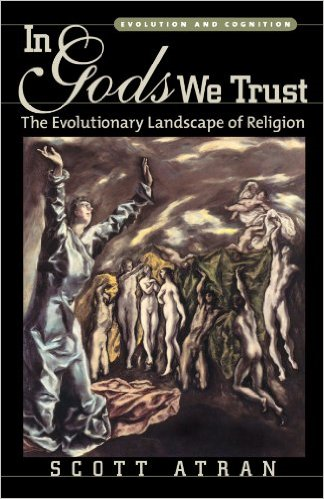 EVOLUTION AND COGNITION
In
Gods We Trust
The Evolutionary Landscape of Religion
SCOTT ATRAN